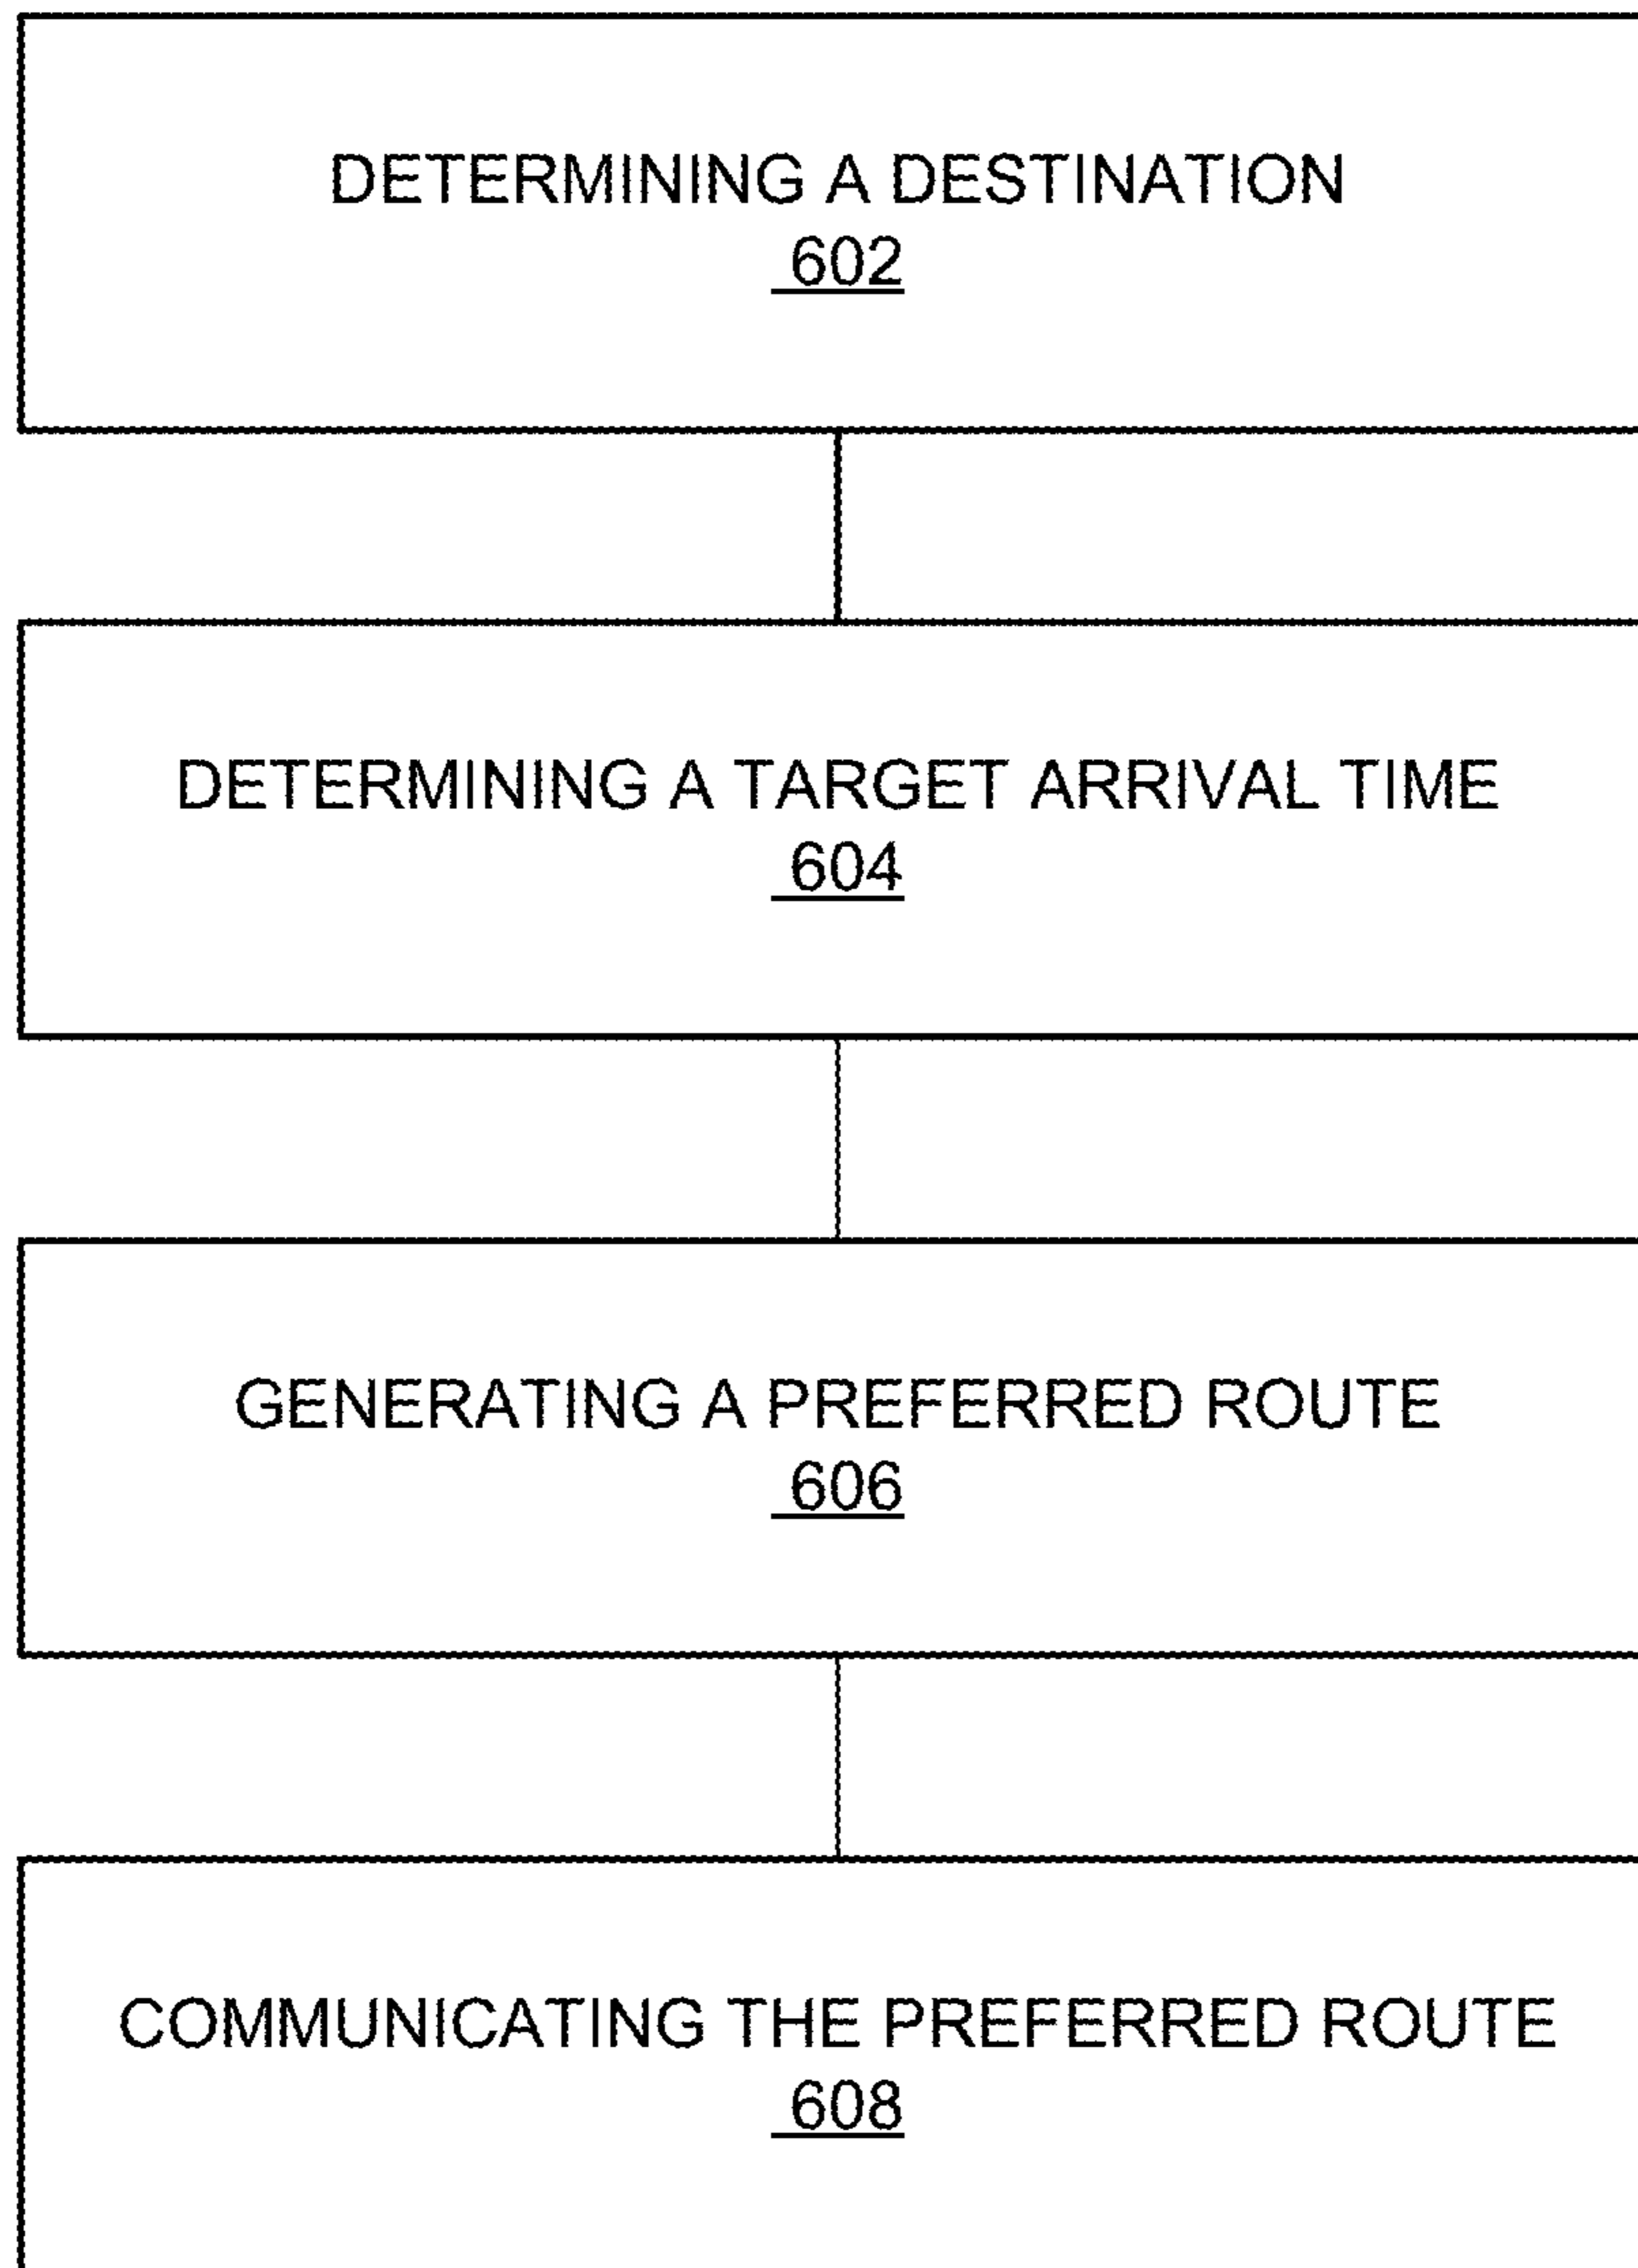 DETERMINING A DESTINATION
602
DETERMINING A TARGET ARRIVAL TIME
604
GENERATING A PREFERRED ROUTE
606
COMMUNICATING THE PREFERRED ROUTE
608